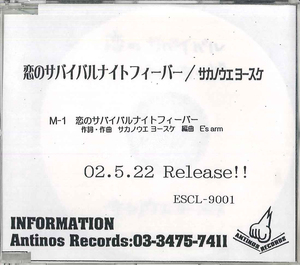 恋のサバイバルナイトフィーバー/サカノウエ ヨースケ
M-1 恋のサバイバルナイトフィーバー
作詞・作曲 サカノウエ ヨースケ 編曲 E's arm
02.5.22 Release!!
ESCL-9001
INFORMATION
Antinos Records:03-3475-7411
ANTINOS RECORDS